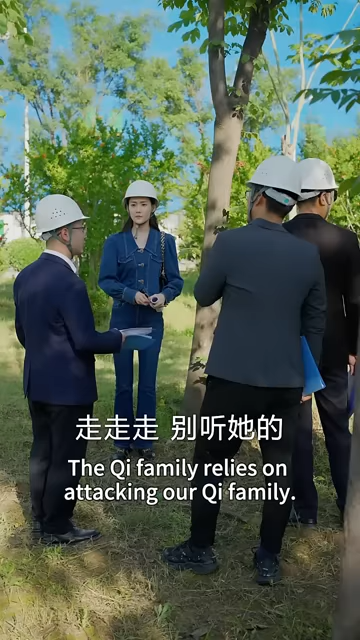 走走走 别听她的
The Qi family relies on
attacking our Qi family.